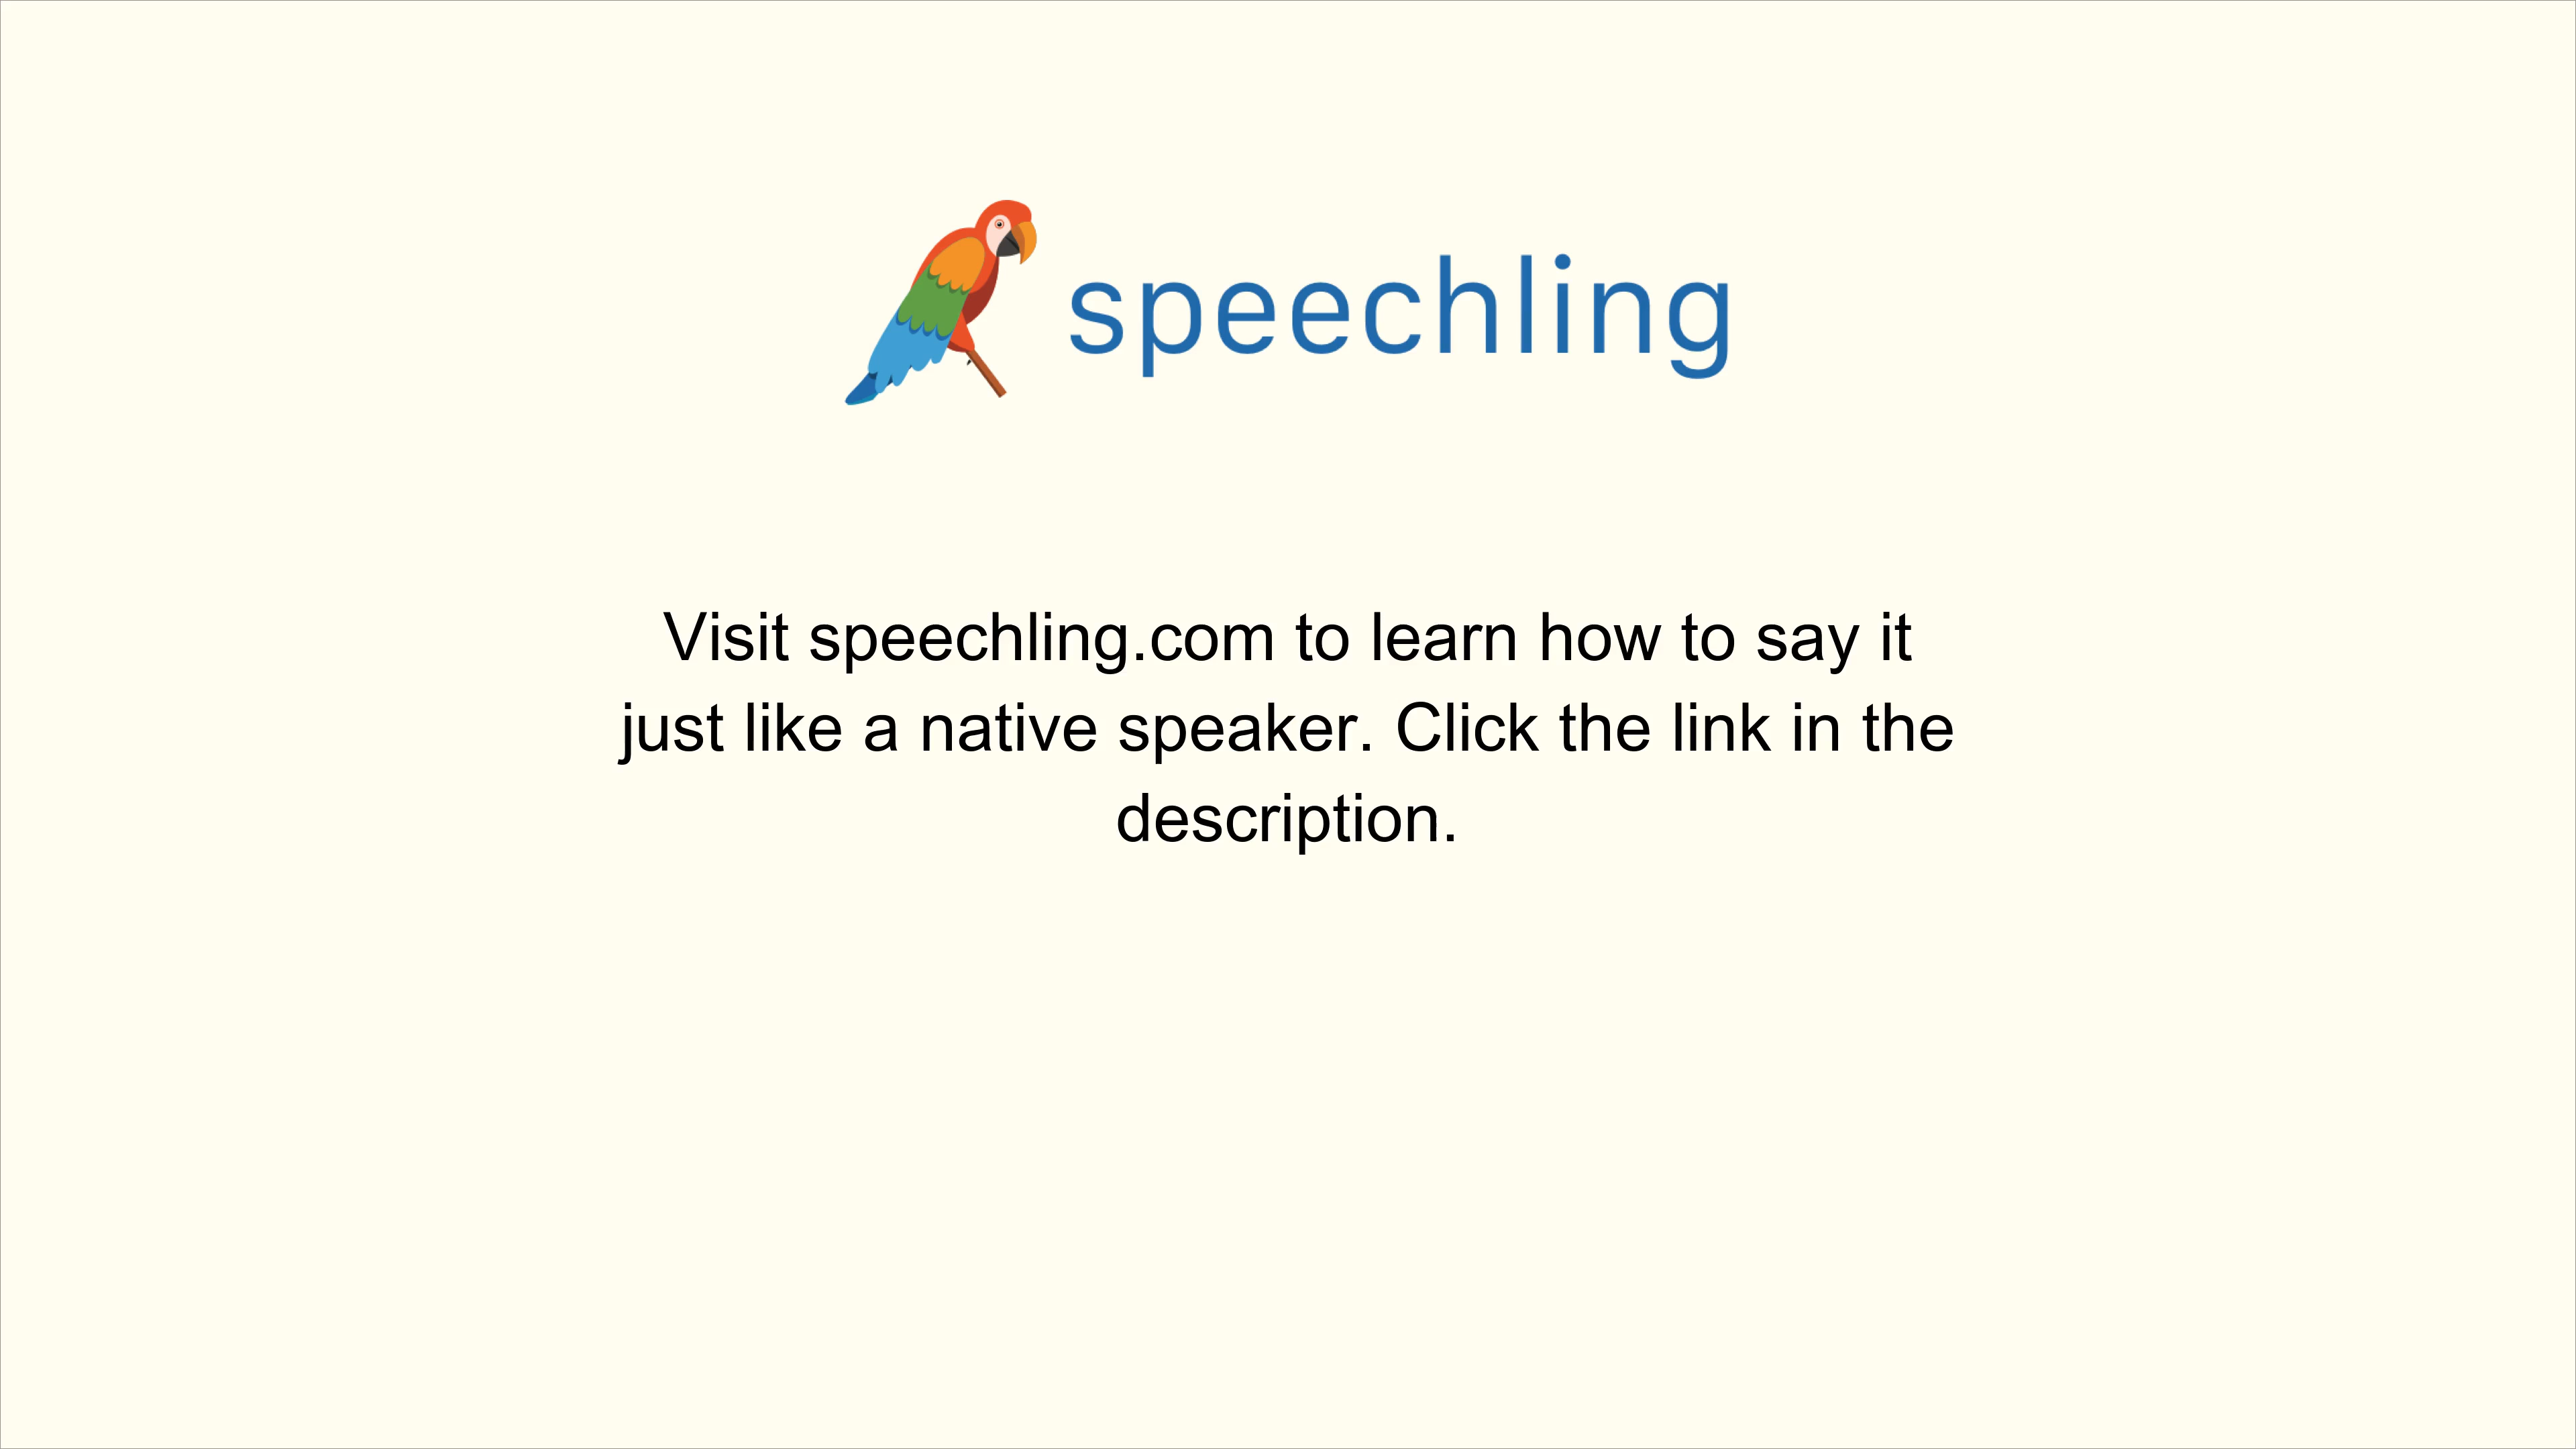 speechling
Visit speechling.com to learn how to say it
just like a native speaker. Click the link in the
description.